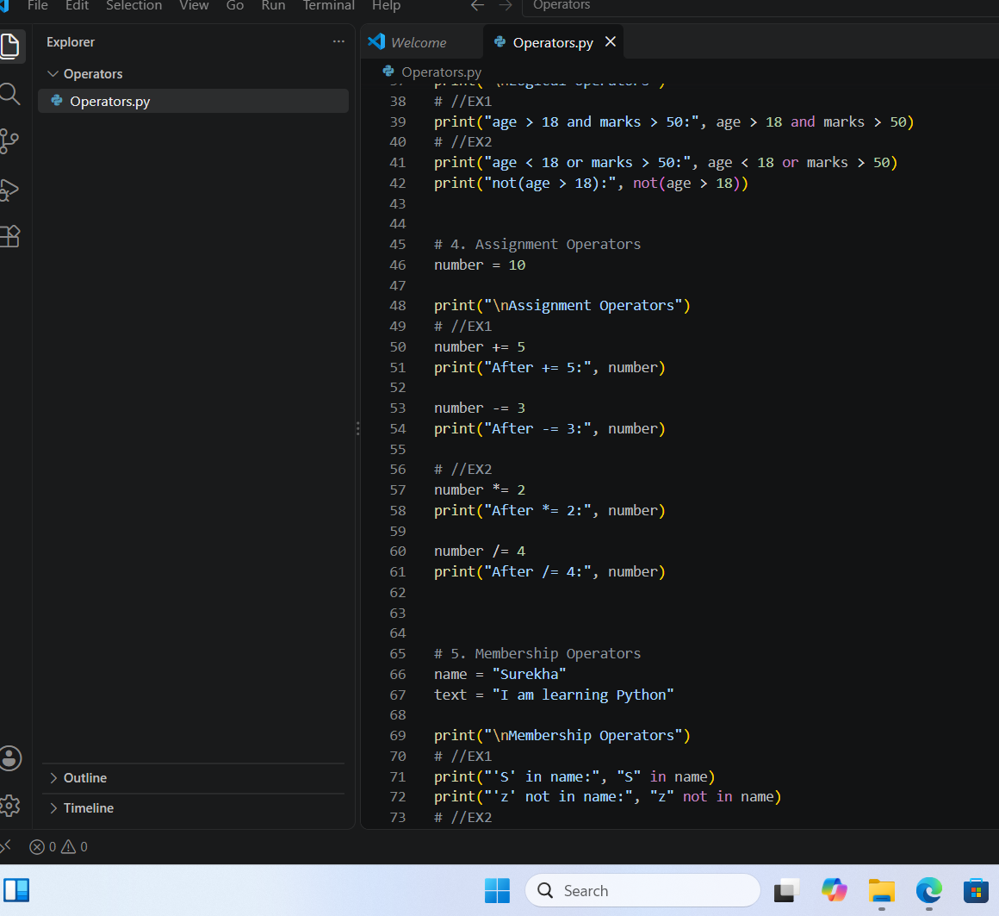 File Edit Selection View Go Run Terminal Help
Operators
Explorer
Operators
Operators.py
Welcome
Operators.py
Operators.py
37 print("\nLogical Operators")
38 # //EX1
39 print("age > 18 and marks > 50:", age > 18 and marks > 50)
40 # //EX2
41 print("age < 18 or marks > 50:", age < 18 or marks > 50)
42 print("not(age > 18):", not(age > 18))
43
44
45 # 4. Assignment Operators
46 number = 10
47
48 print("\nAssignment Operators")
49 # //EX1
50 number += 5
51 print("After += 5:", number)
52
53 number -= 3
54 print("After -= 3:", number)
55
56 # //EX2
57 number *= 2
58 print("After *= 2:", number)
59
60 number /= 4
61 print("After /= 4:", number)
62
63
64
65 # 5. Membership Operators
66 name = "Surekha"
67 text = "I am learning Python"
68
69 print("\nMembership Operators")
70 # //EX1
71 print("'S' in name:", "S" in name)
72 print("'z' not in name:", "z" not in name)
73 # //EX2
Outline
Timeline
0 0
Search